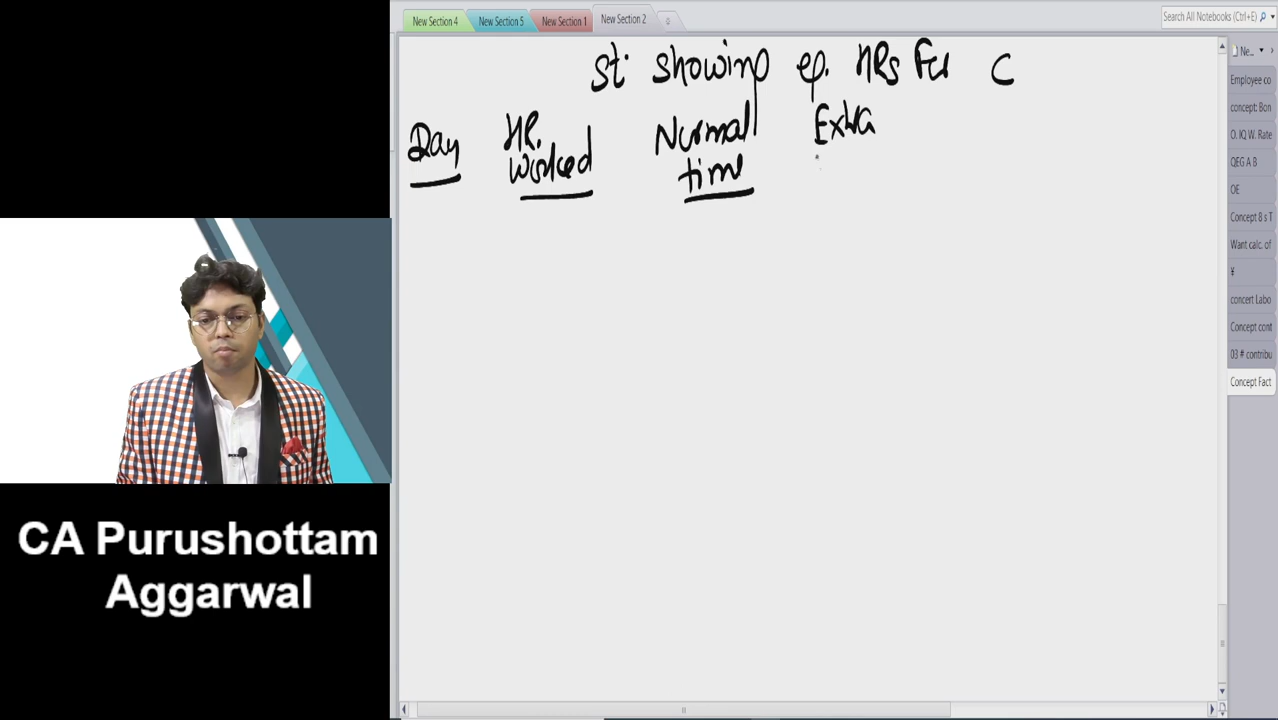 New Section 4
New Section 5
New Section 1
New Section 2
Search All Notebooks (Ctrl+E)
St. showing eq. HRs For C
Day
HR.
worked
Normal
time
Extra
Ne...
Employee co
concept: Bon
O. IQ W. Rate
QEG A B
OE
Concept 8 s T
Want calc. of
¥
concert Labo
Concept cont
03 # contribu
Concept Fact
CA Purushottam
Aggarwal